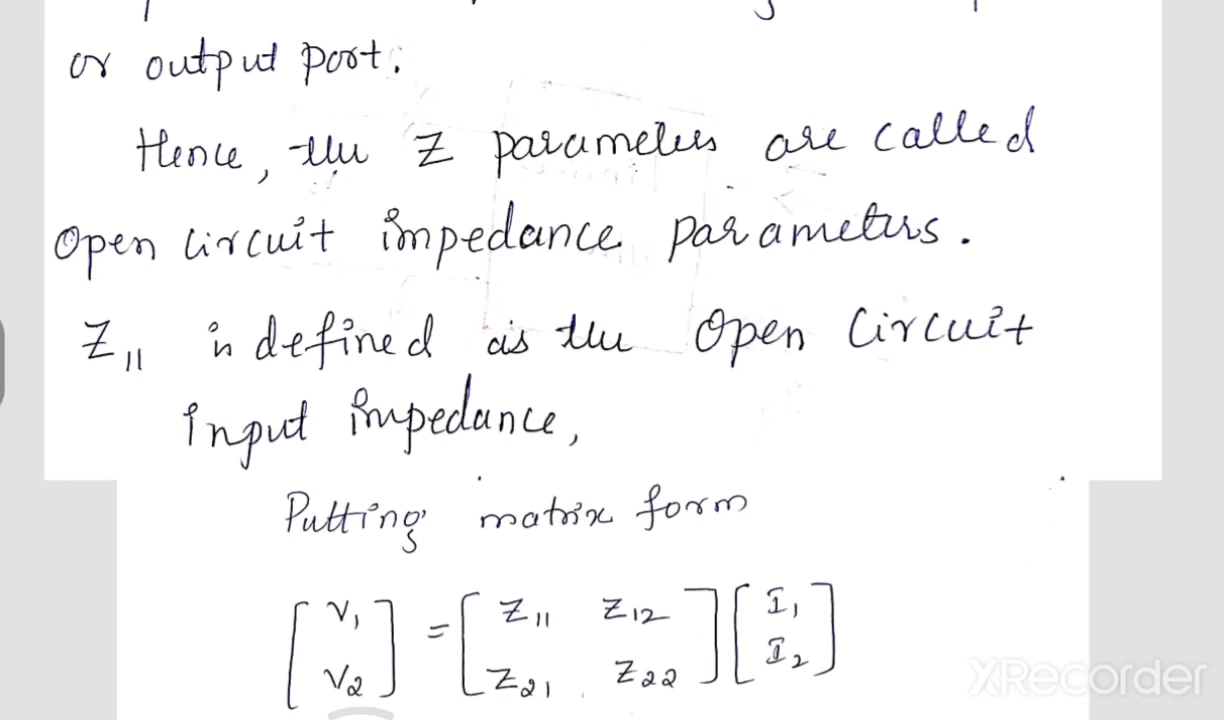 or output port.
Hence, the Z parameters are called
Open circuit impedance parameters.
Z₁₁ is defined as the Open Circuit
input impedance,
Putting matrix form
[V₁ V₂] = [Z₁₁ Z₁₂ Z₂₁ Z₂₂] [I₁ I₂]
XRecorder